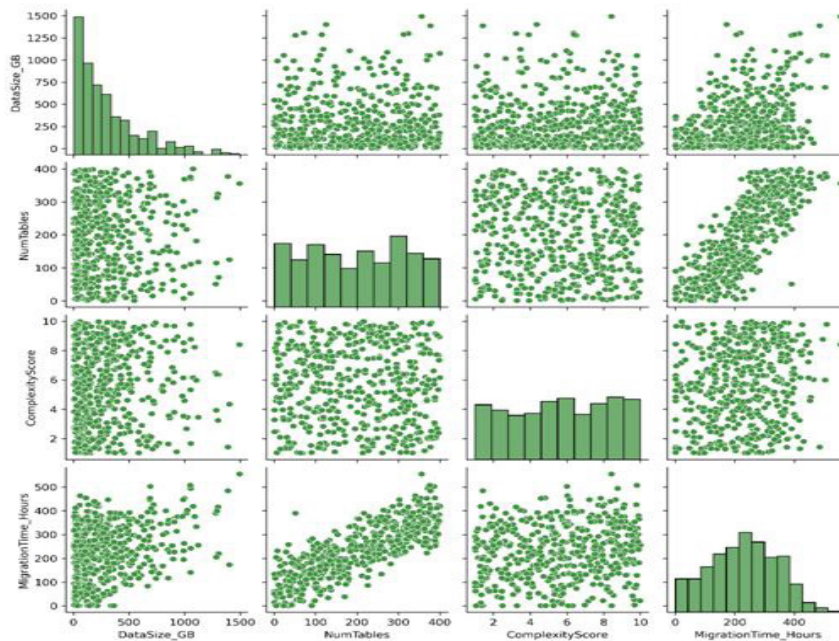 DataSize_GB
1500
1250
1000
750
500
250
0
NumTables
400
300
200
100
0
ComplexityScore
10
8
6
4
2
MigrationTime_Hours
500
400
300
200
100
0
0 500 1000 1500
DataSize_GB
0 100 200 300 400
NumTables
2 4 6 8 10
ComplexityScore
0 200 400
MigrationTime_Hours